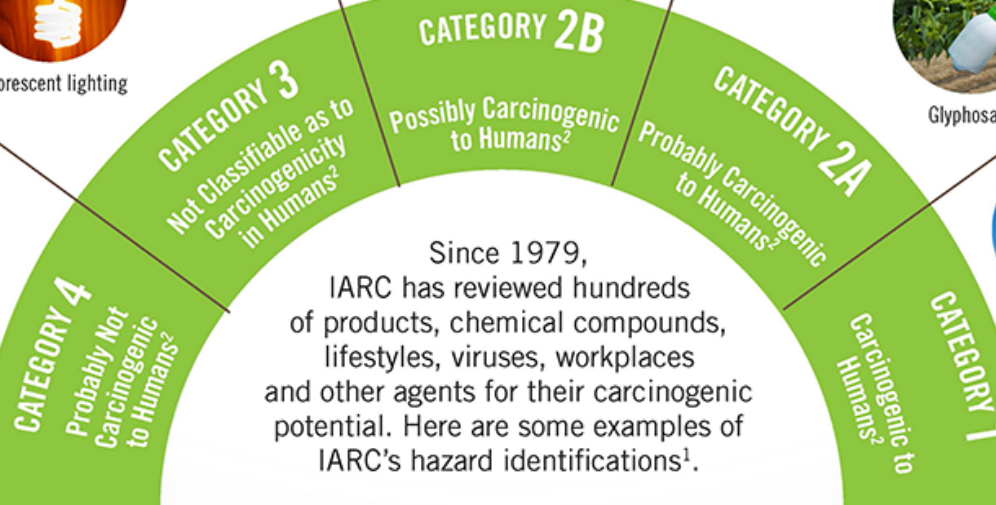 orescent lighting
CATEGORY 4
Probably Not
Carcinogenic
to Humans²
CATEGORY 3
Not Classifiable as to
Carcinogenicity
in Humans²
CATEGORY 2B
Possibly Carcinogenic
to Humans²
CATEGORY 2A
Probably Carcinogenic
to Humans²
CATEGORY 1
Carcinogenic to
Humans²
Glyphosa
Since 1979,
IARC has reviewed hundreds
of products, chemical compounds,
lifestyles, viruses, workplaces
and other agents for their carcinogenic
potential. Here are some examples of
IARC's hazard identifications¹.